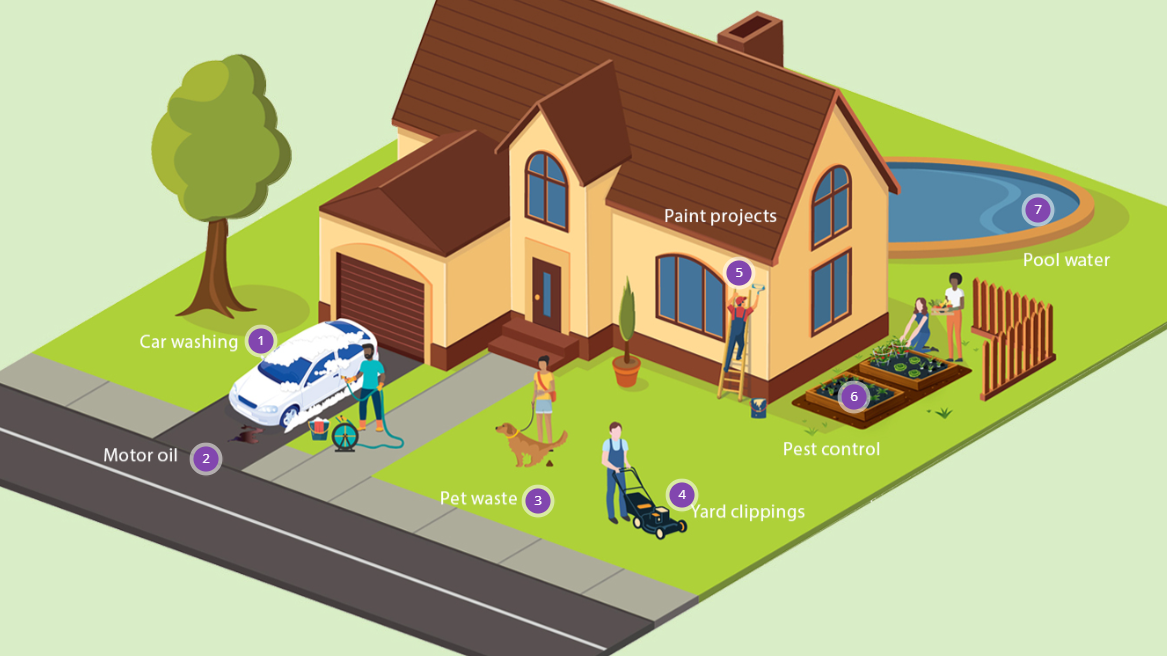 Paint projects
5
7
Pool water
Car washing 1
6
Pest control
Motor oil 2
Pet waste 3
4
Yard clippings